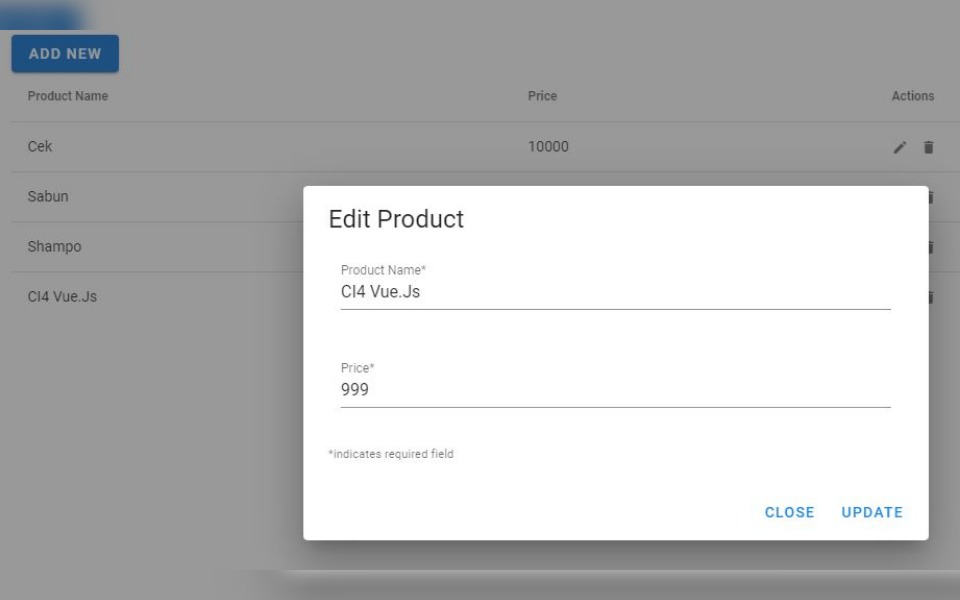 ADD NEW
Product Name Price Actions
Cek 10000
Sabun
Shampo
CI4 Vue.Js
Edit Product
Product Name*
CI4 Vue.Js
Price*
999
*indicates required field
CLOSE UPDATE